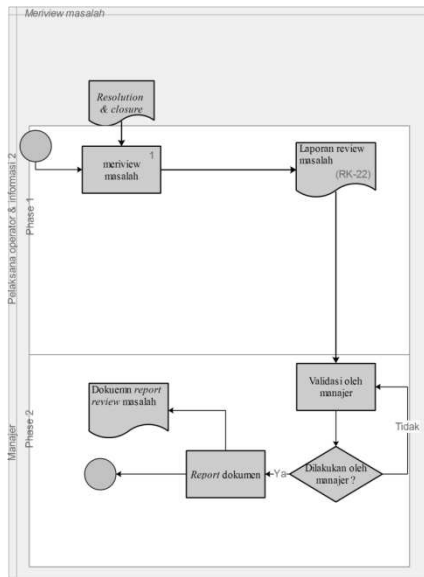 Meriview masalah
Resolution
& closure
Pelaksana operator & informasi 2
Phase 1
1
meriview
masalah
Laporan review
masalah
(RK-22)
Manajer
Phase 2
Dokuemn report
review masalah
Validasi oleh
manajer
Tidak
Report dokumen
Ya
Dilakukan oleh
manajer ?